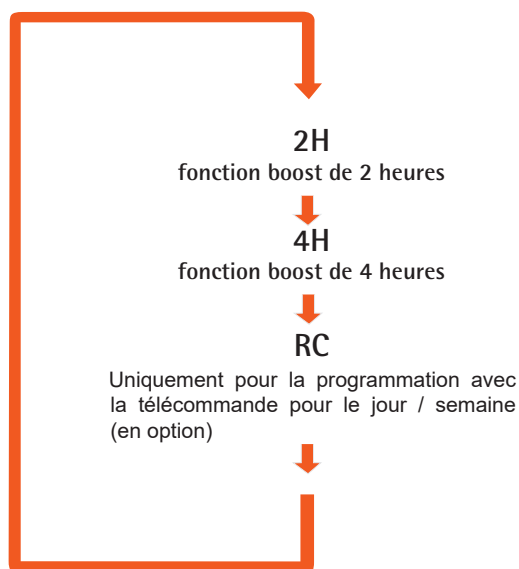 2H
fonction boost de 2 heures
4H
fonction boost de 4 heures
RC
Uniquement pour la programmation avec
la télécommande pour le jour / semaine
(en option)